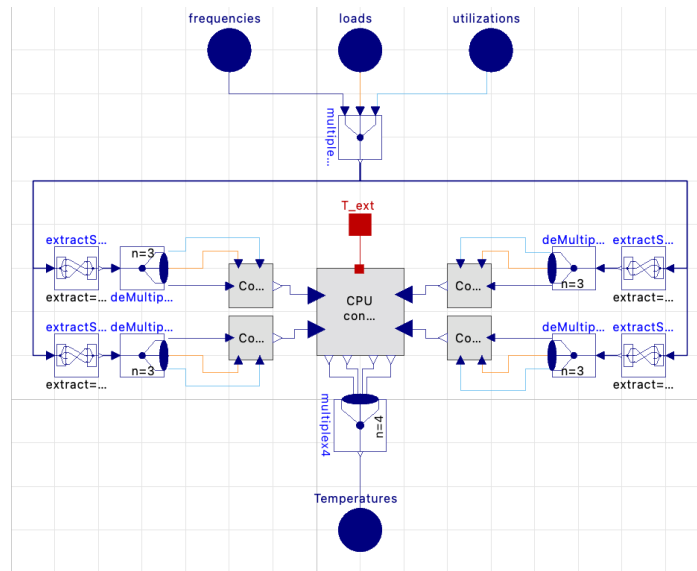 frequencies
loads
utilizations
multiple...
T_ext
extractS...
n=3
extract=...
deMultip...
Co...
CPU
con...
Co...
deMultip...
n=3
extractS...
extract=...
extractS...
deMultip...
n=3
extract=...
Co...
Co...
deMultip...
n=3
extractS...
extract=...
multiplex4
n=4
Temperatures